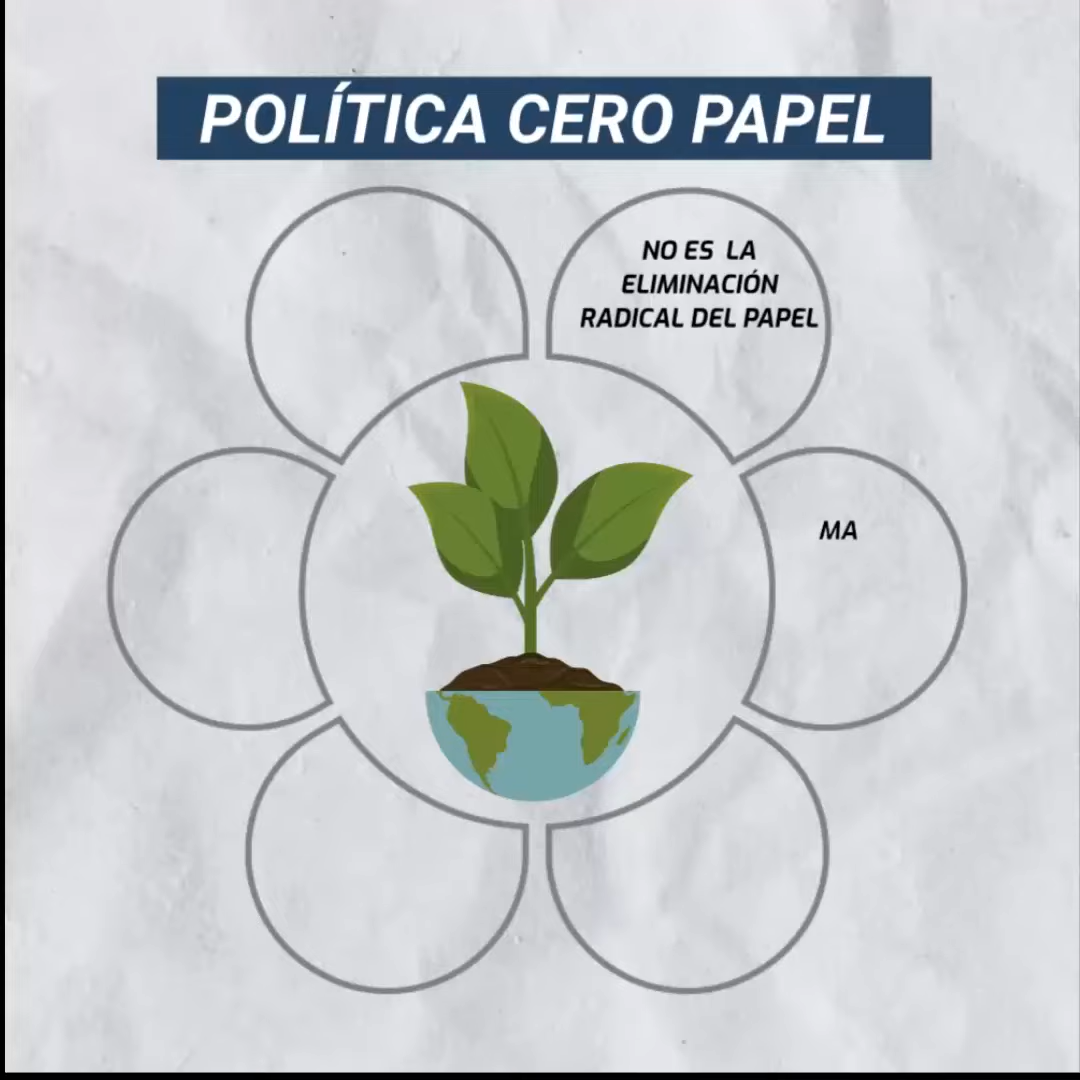 POLÍTICA CERO PAPEL
NO ES LA
ELIMINACIÓN
RADICAL DEL PAPEL
MA